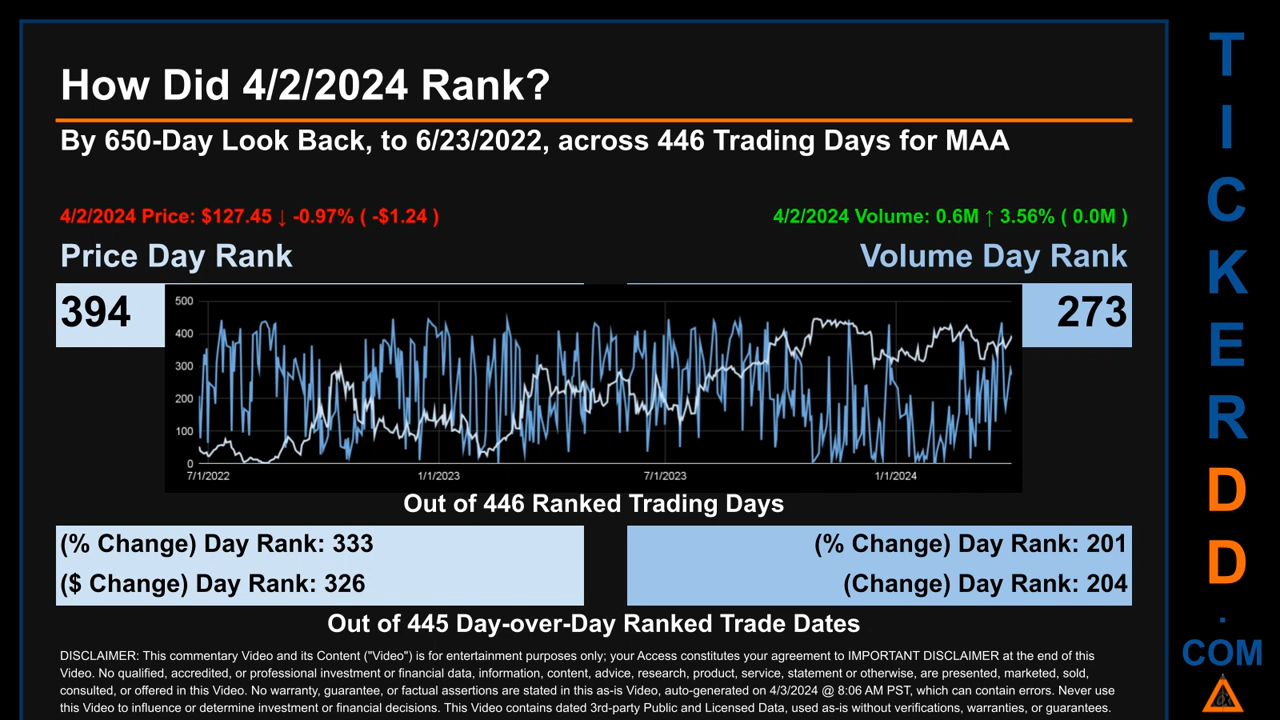 How Did 4/2/2024 Rank?
By 650-Day Look Back, to 6/23/2022, across 446 Trading Days for MAA
4/2/2024 Price: $127.45 ↓ -0.97% ( -$1.24 )
4/2/2024 Volume: 0.6M ↑ 3.56% ( 0.0M )
Price Day Rank
Volume Day Rank
394
273
500
400
300
200
100
0
7/1/2022
1/1/2023
7/1/2023
1/1/2024
Out of 446 Ranked Trading Days
(% Change) Day Rank: 333
($ Change) Day Rank: 326
(% Change) Day Rank: 201
(Change) Day Rank: 204
Out of 445 Day-over-Day Ranked Trade Dates
DISCLAIMER: This commentary Video and its Content ("Video") is for entertainment purposes only; your Access constitutes your agreement to IMPORTANT DISCLAIMER at the end of this
Video. No qualified, accredited, or professional investment or financial data, information, content, advice, research, product, service, statement or otherwise, are presented, marketed, sold,
consulted, or offered in this Video. No warranty, guarantee, or factual assertions are stated in this as-is Video, auto-generated on 4/3/2024 @ 8:06 AM PST, which can contain errors. Never use
this Video to influence or determine investment or financial decisions. This Video contains dated 3rd-party Public and Licensed Data, used as-is without verifications, warranties, or guarantees.
T
I
C
K
E
R
D
D
.
COM